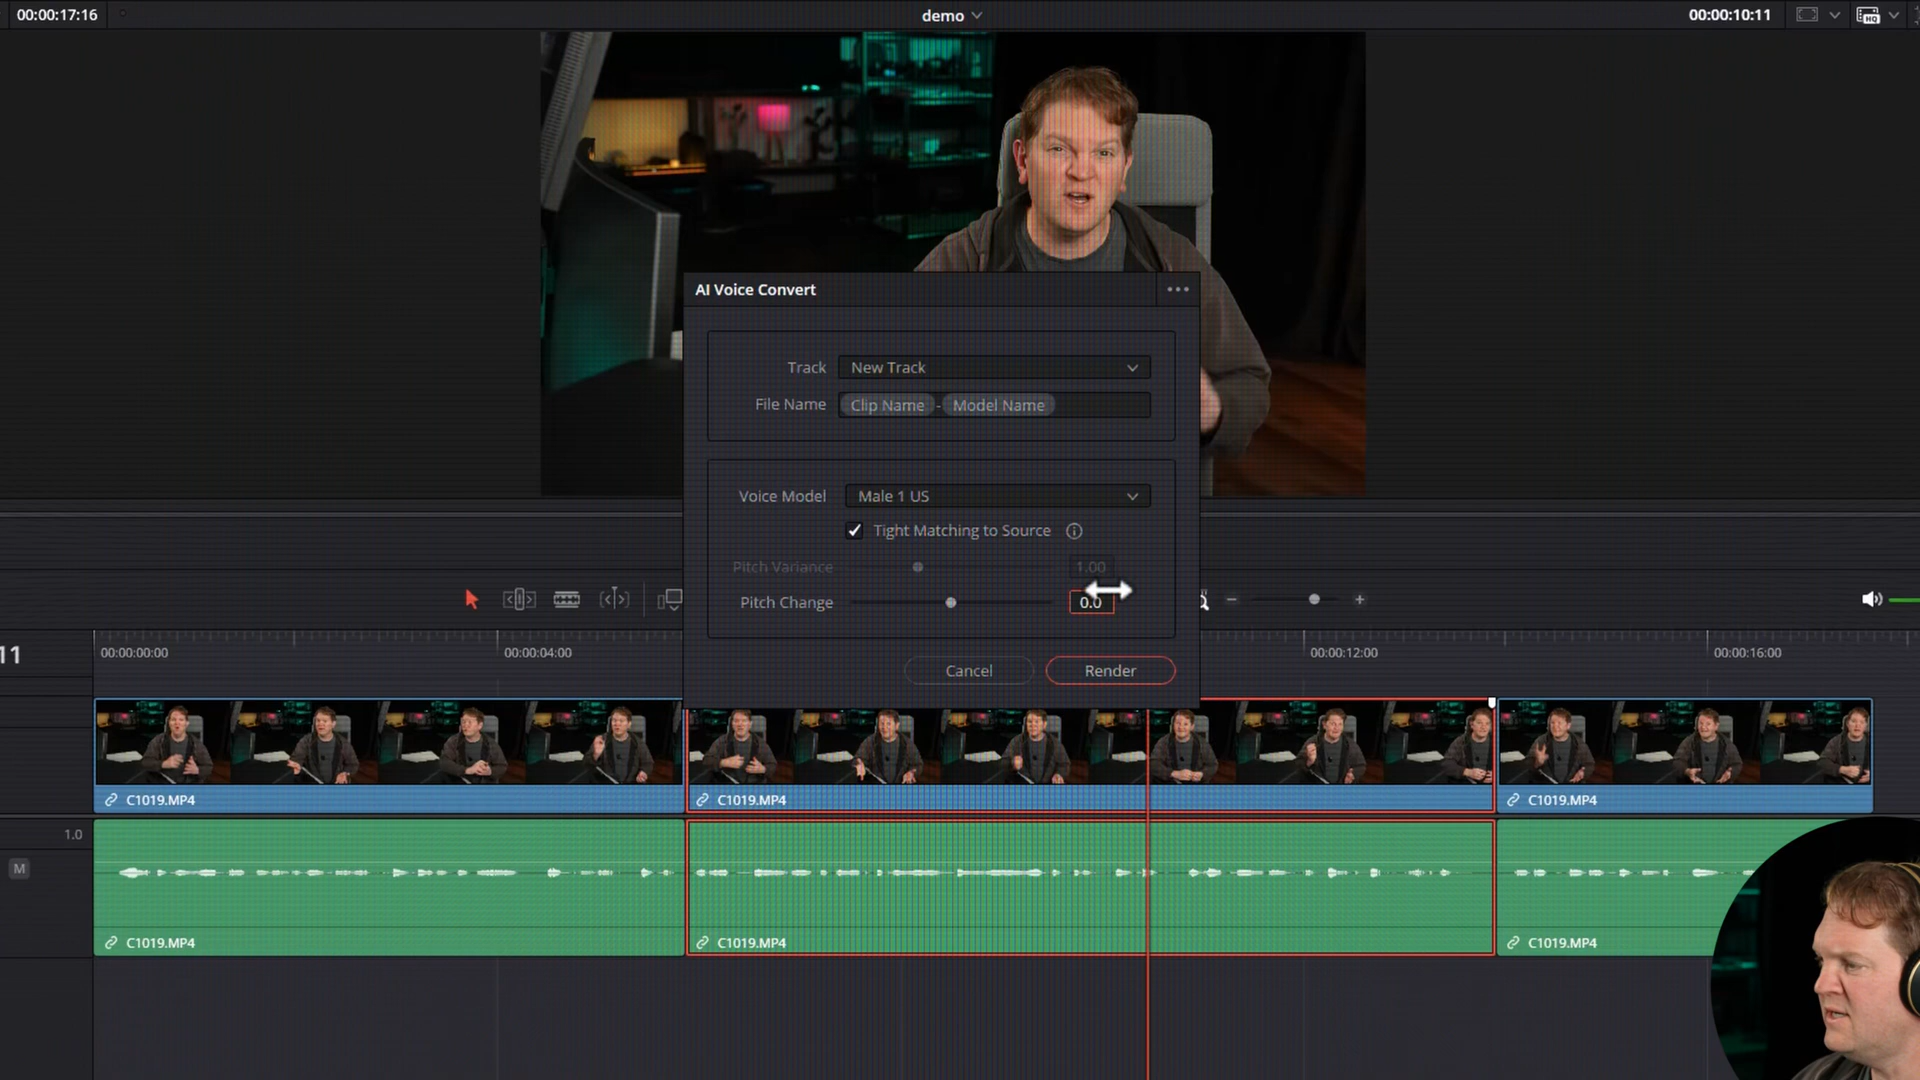 00:00:17:16
demo
00:00:10:11
HQ
AI Voice Convert
Track New Track
File Name Clip Name - Model Name
Voice Model Male 1 US
Tight Matching to Source
Pitch Variance 1.00
Pitch Change 0.0
Cancel Render
11 00:00:00:00 00:00:04:00 00:00:12:00 00:00:16:00
C1019.MP4 C1019.MP4 C1019.MP4
1.0
M
C1019.MP4 C1019.MP4 C1019.MP4